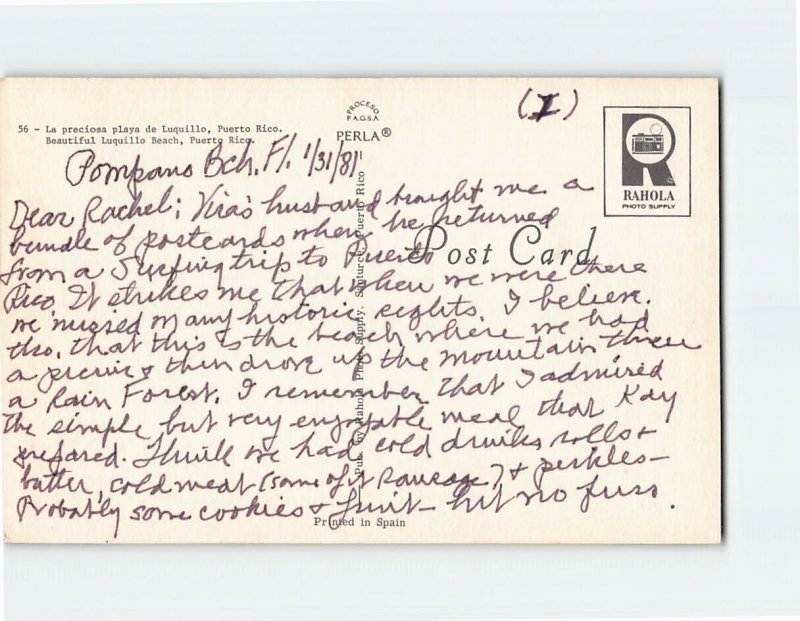 (I)
56 - La preciosa playa de Luquillo, Puerto Rico.
Beautiful Luquillo Beach, Puerto Rico.
PROCESO
P.A.G.S.A
PERLA®
R
RAHOLA
PHOTO SUPPLY
Post Card
Pub. by Rahola Photo Supply, Santurce, Puerto Rico
Printed in Spain
Pompano Bch. Fl. 1/31/81
Dear Rachel; Vira's husband brought me a
bundle of postcards when he returned
from a Surfing trip to Puerto
Rico. It strikes me that when we were there
we missed many historic sights. I believe,
tho, that this is the beach where we had
a picnic & then drove up the mountain three
a Rain Forest. I remember that I admired
the simple but very enjoyable meal that Kay
prepared. I think we had cold drinks, rolls &
butter, cold meat (some of it sausage?) & pickles -
Probably some cookies & fruit - but no fuss.